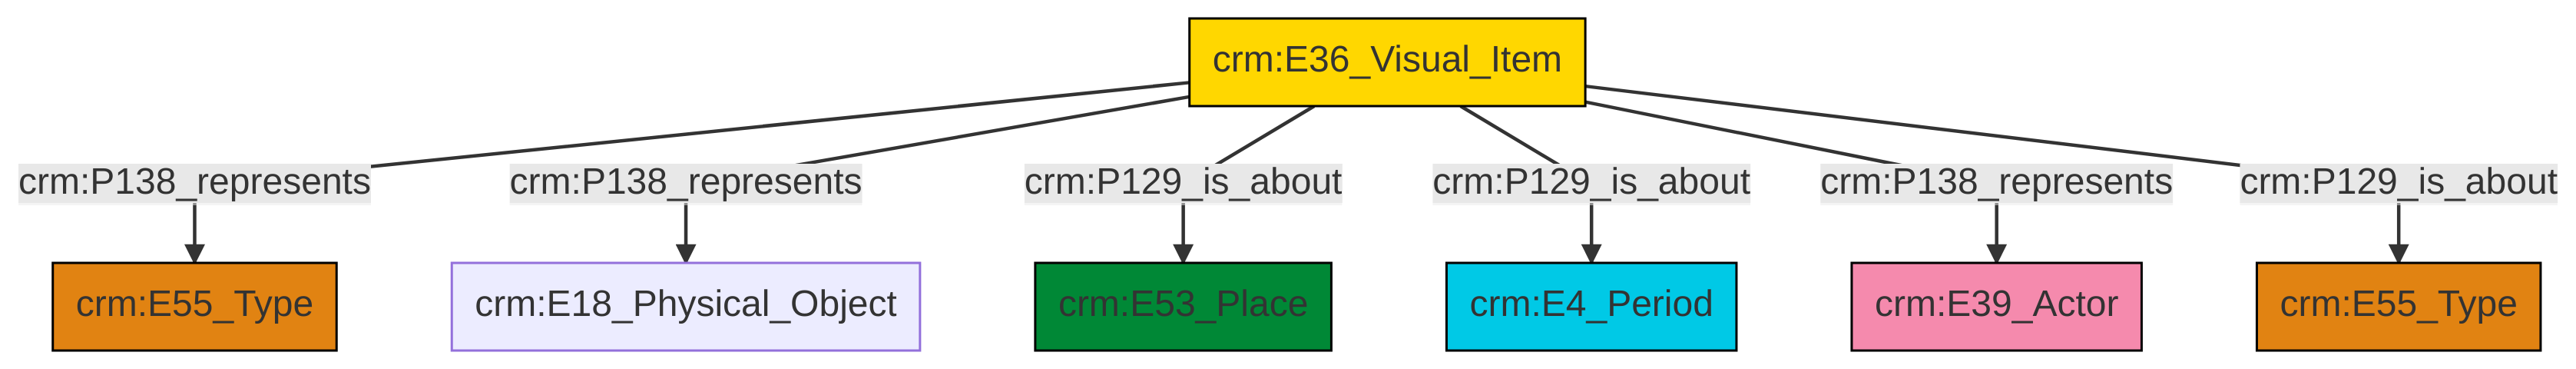 crm:E36_Visual_Item
crm:P138_represents
crm:P138_represents
crm:P129_is_about
crm:P129_is_about
crm:P138_represents
crm:P129_is_about
crm:E55_Type
crm:E18_Physical_Object
crm:E53_Place
crm:E4_Period
crm:E39_Actor
crm:E55_Type